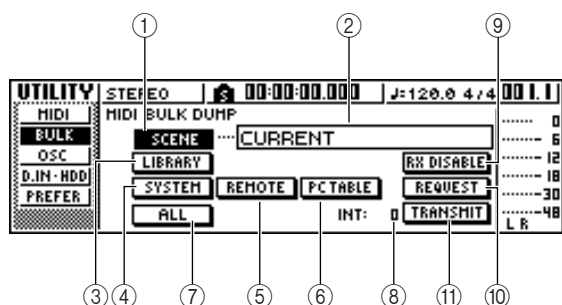 ① ② ⑨
UTILITY STEREO S 00:00:00.000 ♩=120.0 4/4 001.1
MIDI MIDI BULK DUMP 0
BULK SCENE CURRENT 6
OSC LIBRARY RX DISABLE 12
D.IN·HDD SYSTEM REMOTE PC TABLE REQUEST 18
PREFER 30
ALL INT: 0 TRANSMIT 48
L R
③ ④ ⑦ ⑤ ⑥ ⑧ ⑪ ⑩